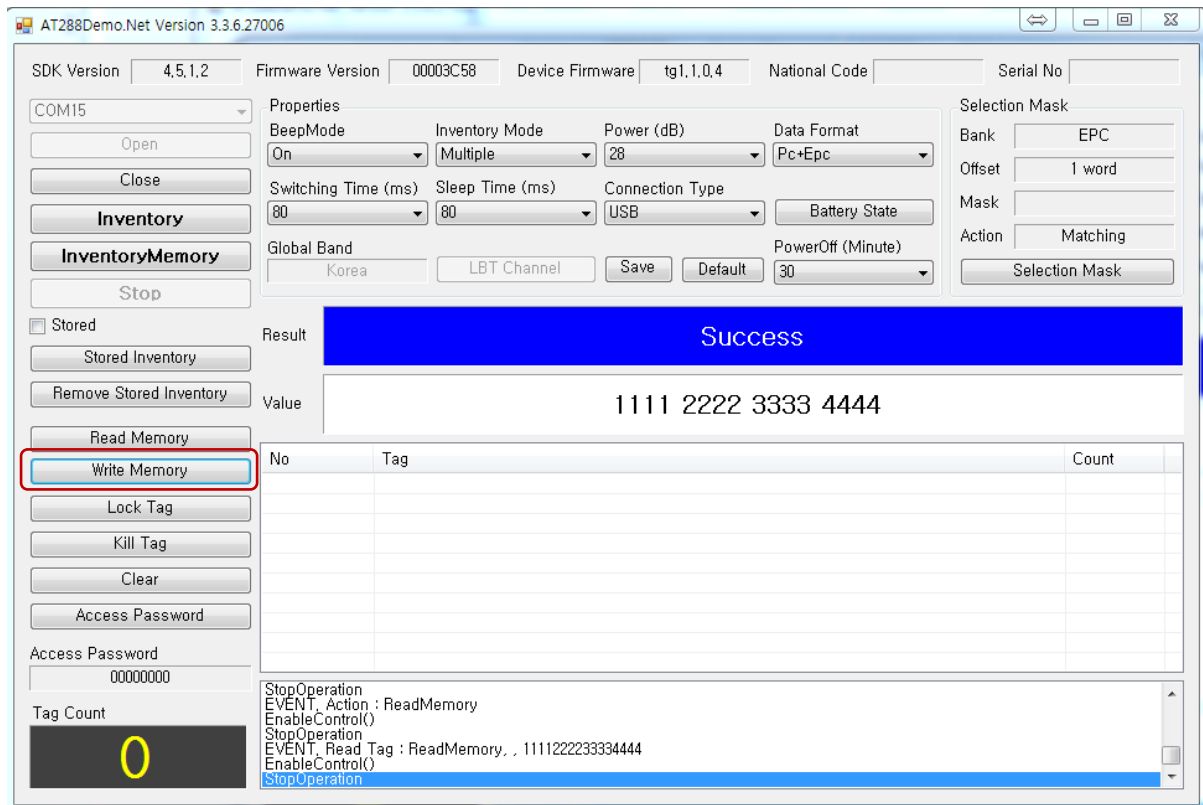 AT288Demo.Net Version 3.3.6.27006
SDK Version 4.5.1.2 Firmware Version 00003C58 Device Firmware tg1.1.0.4 National Code Serial No
COM15
Open
Close
Inventory
InventoryMemory
Stop
Stored
Stored Inventory
Remove Stored Inventory
Read Memory
Write Memory
Lock Tag
Kill Tag
Clear
Access Password
Access Password
00000000
Tag Count
0
Properties
BeepMode Inventory Mode Power (dB) Data Format
On Multiple 28 Pc+Epc
Switching Time (ms) Sleep Time (ms) Connection Type
80 80 USB Battery State
Global Band PowerOff (Minute)
Korea LBT Channel Save Default 30
Selection Mask
Bank EPC
Offset 1 word
Mask
Action Matching
Selection Mask
Result Success
Value 1111 2222 3333 4444
No Tag Count
StopOperation
EVENT, Action : ReadMemory
EnableControl()
StopOperation
EVENT, Read Tag : ReadMemory, , 1111222233334444
EnableControl()
StopOperation